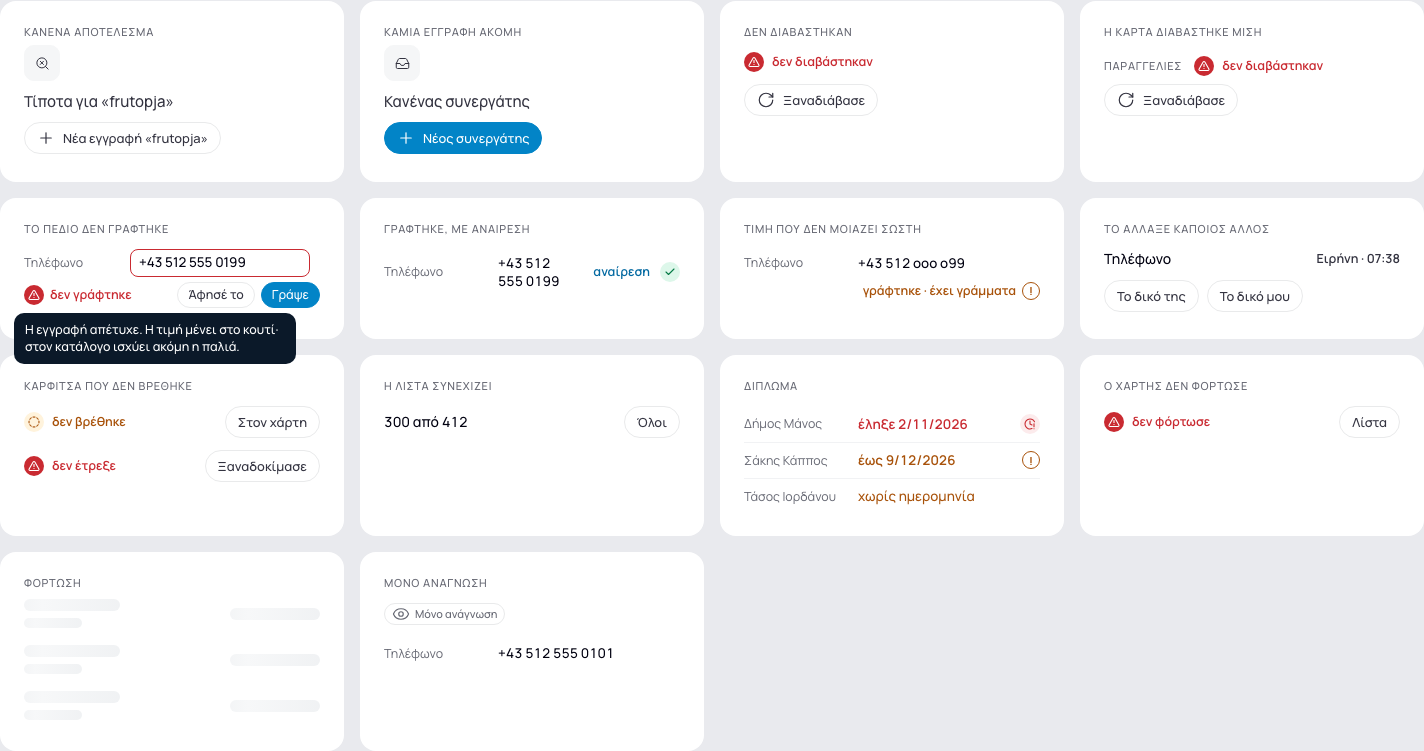 ΚΑΝΕΝΑ ΑΠΟΤΕΛΕΣΜΑ
Τίποτα για «frutopja»
Νέα εγγραφή «frutopja»
ΚΑΜΙΑ ΕΓΓΡΑΦΗ ΑΚΟΜΗ
Κανένας συνεργάτης
Νέος συνεργάτης
ΔΕΝ ΔΙΑΒΑΣΤΗΚΑΝ
δεν διαβάστηκαν
Ξαναδιάβασε
Η ΚΑΡΤΑ ΔΙΑΒΑΣΤΗΚΕ ΜΙΣΗ
ΠΑΡΑΓΓΕΛΙΕΣ δεν διαβάστηκαν
Ξαναδιάβασε
ΤΟ ΠΕΔΙΟ ΔΕΝ ΓΡΑΦΤΗΚΕ
Τηλέφωνο +43 512 555 0199
δεν γράφτηκε Άφησέ το Γράψε
Η εγγραφή απέτυχε. Η τιμή μένει στο κουτί·
στον κατάλογο ισχύει ακόμη η παλιά.
ΓΡΑΦΤΗΚΕ, ΜΕ ΑΝΑΙΡΕΣΗ
Τηλέφωνο +43 512
555 0199 αναίρεση
ΤΙΜΗ ΠΟΥ ΔΕΝ ΜΟΙΑΖΕΙ ΣΩΣΤΗ
Τηλέφωνο +43 512 οοο ο99
γράφτηκε · έχει γράμματα
ΤΟ ΑΛΛΑΞΕ ΚΑΠΟΙΟΣ ΑΛΛΟΣ
Τηλέφωνο Ειρήνη · 07:38
Το δικό της Το δικό μου
ΚΑΡΦΙΤΣΑ ΠΟΥ ΔΕΝ ΒΡΕΘΗΚΕ
δεν βρέθηκε Στον χάρτη
δεν έτρεξε Ξαναδοκίμασε
Η ΛΙΣΤΑ ΣΥΝΕΧΙΖΕΙ
300 από 412 Όλοι
ΔΙΠΛΩΜΑ
Δήμος Μάνος έληξε 2/11/2026
Σάκης Κάππος έως 9/12/2026
Τάσος Ιορδάνου χωρίς ημερομηνία
Ο ΧΑΡΤΗΣ ΔΕΝ ΦΟΡΤΩΣΕ
δεν φόρτωσε Λίστα
ΦΟΡΤΩΣΗ
ΜΟΝΟ ΑΝΑΓΝΩΣΗ
Μόνο ανάγνωση
Τηλέφωνο +43 512 555 0101